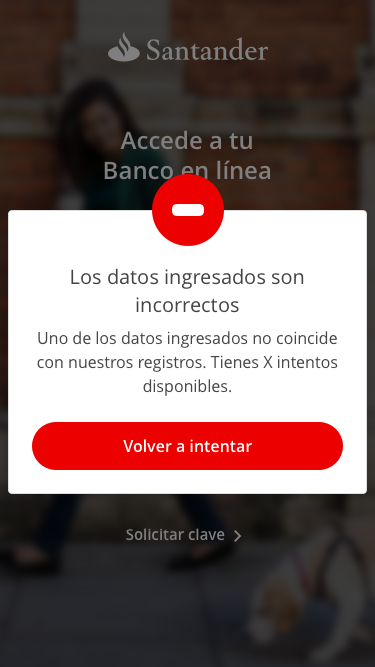 Santander
Accede a tu
Banco en línea
Los datos ingresados son
incorrectos
Uno de los datos ingresados no coincide
con nuestros registros. Tienes X intentos
disponibles.
Volver a intentar
Solicitar clave